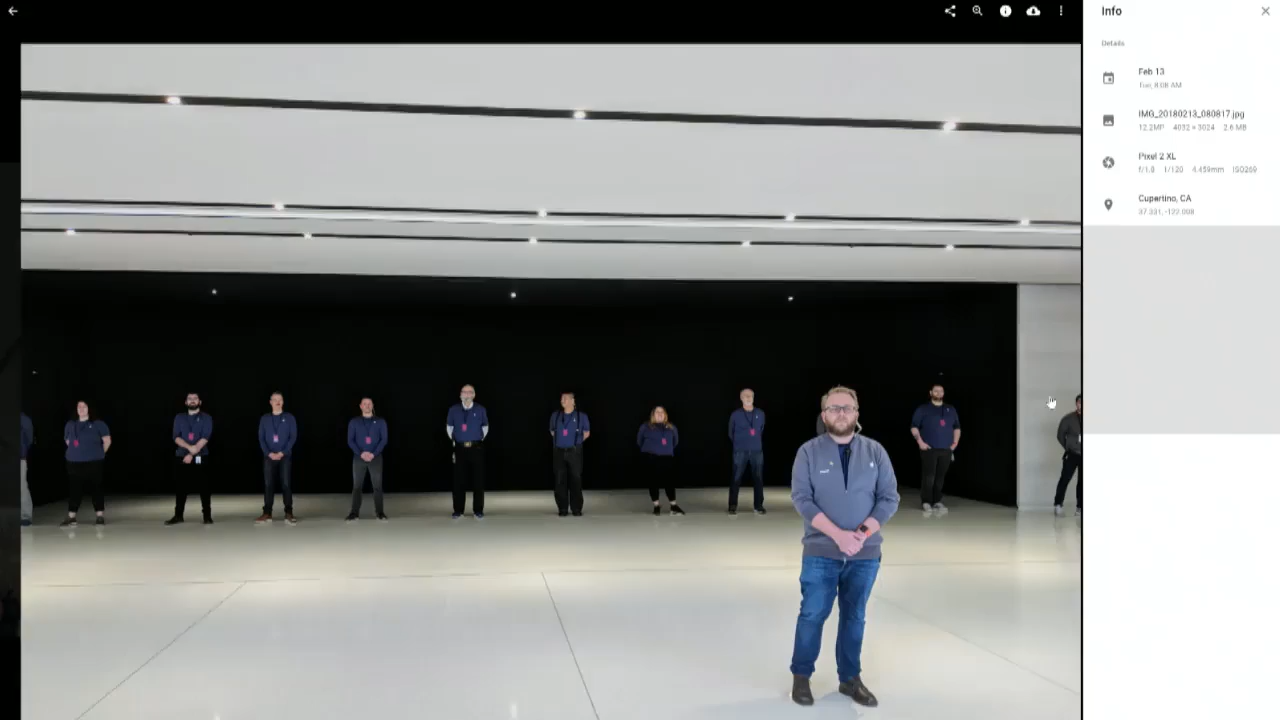 Info
Details
Feb 13
Tue, 8:08 AM
IMG_20180213_080817.jpg
12.2MP 4032 × 3024 2.6 MB
Pixel 2 XL
f/1.8 1/120 4.459mm ISO269
Cupertino, CA
37.331, -122.008